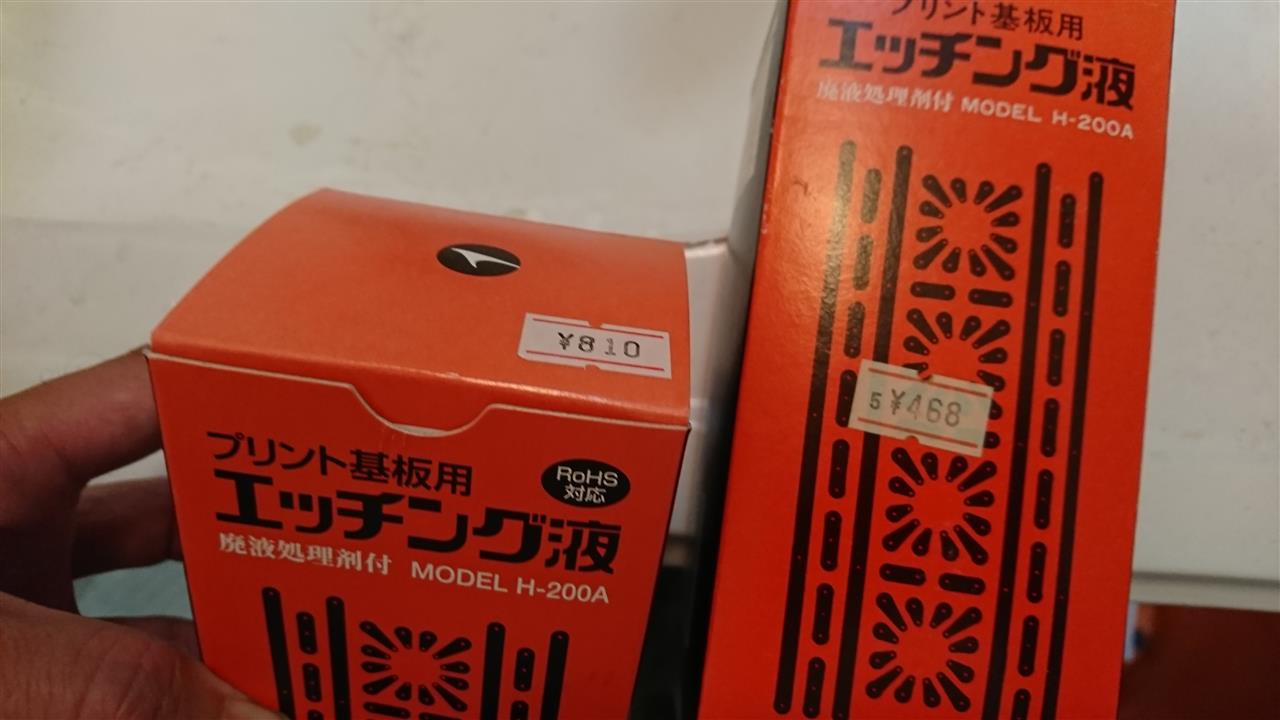 ¥810
プリント基板用
エッチング液
廃液処理剤付 MODEL H-200A
RoHS
対応
プリント基板用
エッチング液
廃液処理剤付 MODEL H-200A
5 ¥468